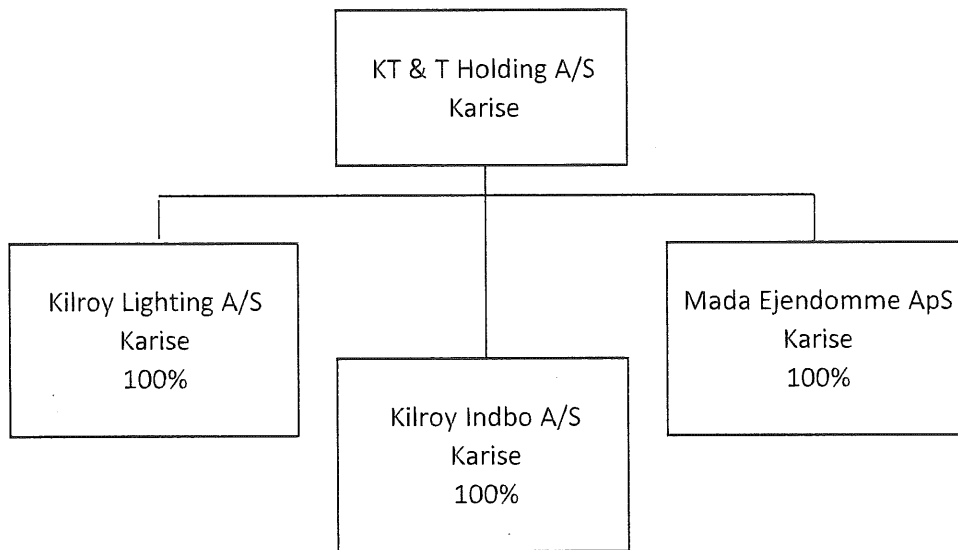 KT & T Holding A/S
Karise
Kilroy Lighting A/S
Karise
100%
Kilroy Indbo A/S
Karise
100%
Mada Ejendomme ApS
Karise
100%